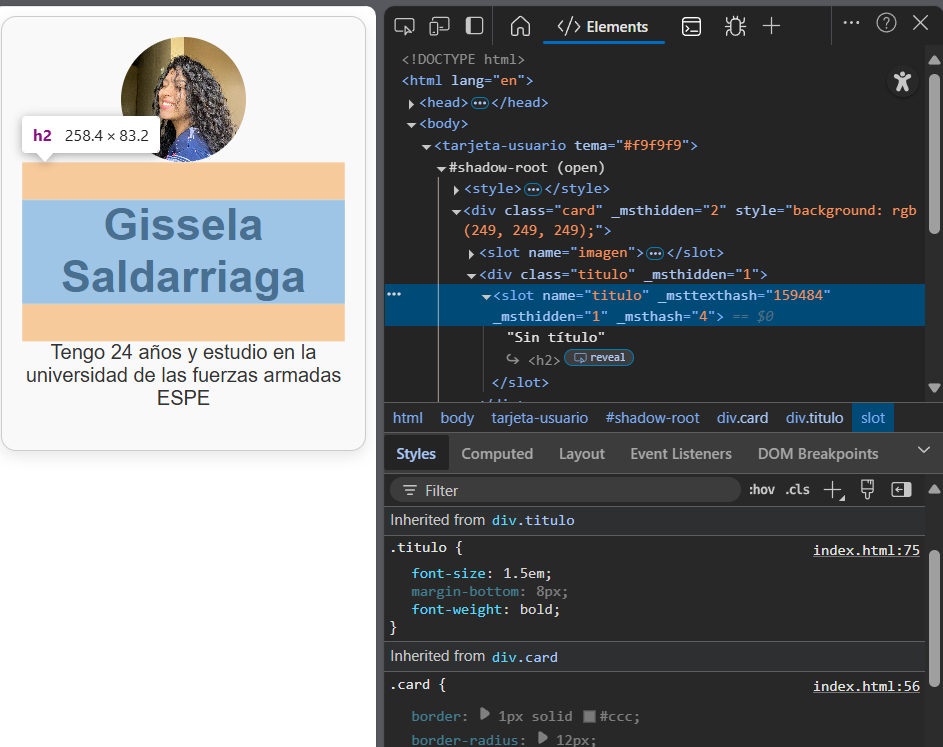 h2 258.4 × 83.2
Gissela
Saldarriaga
Tengo 24 años y estudio en la
universidad de las fuerzas armadas
ESPE
</> Elements
<!DOCTYPE html>
<html lang="en">
<head> ··· </head>
<body>
<tarjeta-usuario tema="#f9f9f9">
#shadow-root (open)
<style> ··· </style>
<div class="card" _msthidden="2" style="background: rgb
(249, 249, 249);">
<slot name="imagen"> ··· </slot>
<div class="titulo" _msthidden="1">
··· <slot name="titulo" _msttexthash="159484"
_msthidden="1" _msthash="4"> == $0
"Sin título"
↪ <h2> reveal
</slot>
html body tarjeta-usuario #shadow-root div.card div.titulo slot
Styles Computed Layout Event Listeners DOM Breakpoints
Filter :hov .cls
Inherited from div.titulo
.titulo { index.html:75
font-size: 1.5em;
margin-bottom: 8px;
font-weight: bold;
}
Inherited from div.card
.card { index.html:56
border: 1px solid #ccc;
border-radius: 12px;